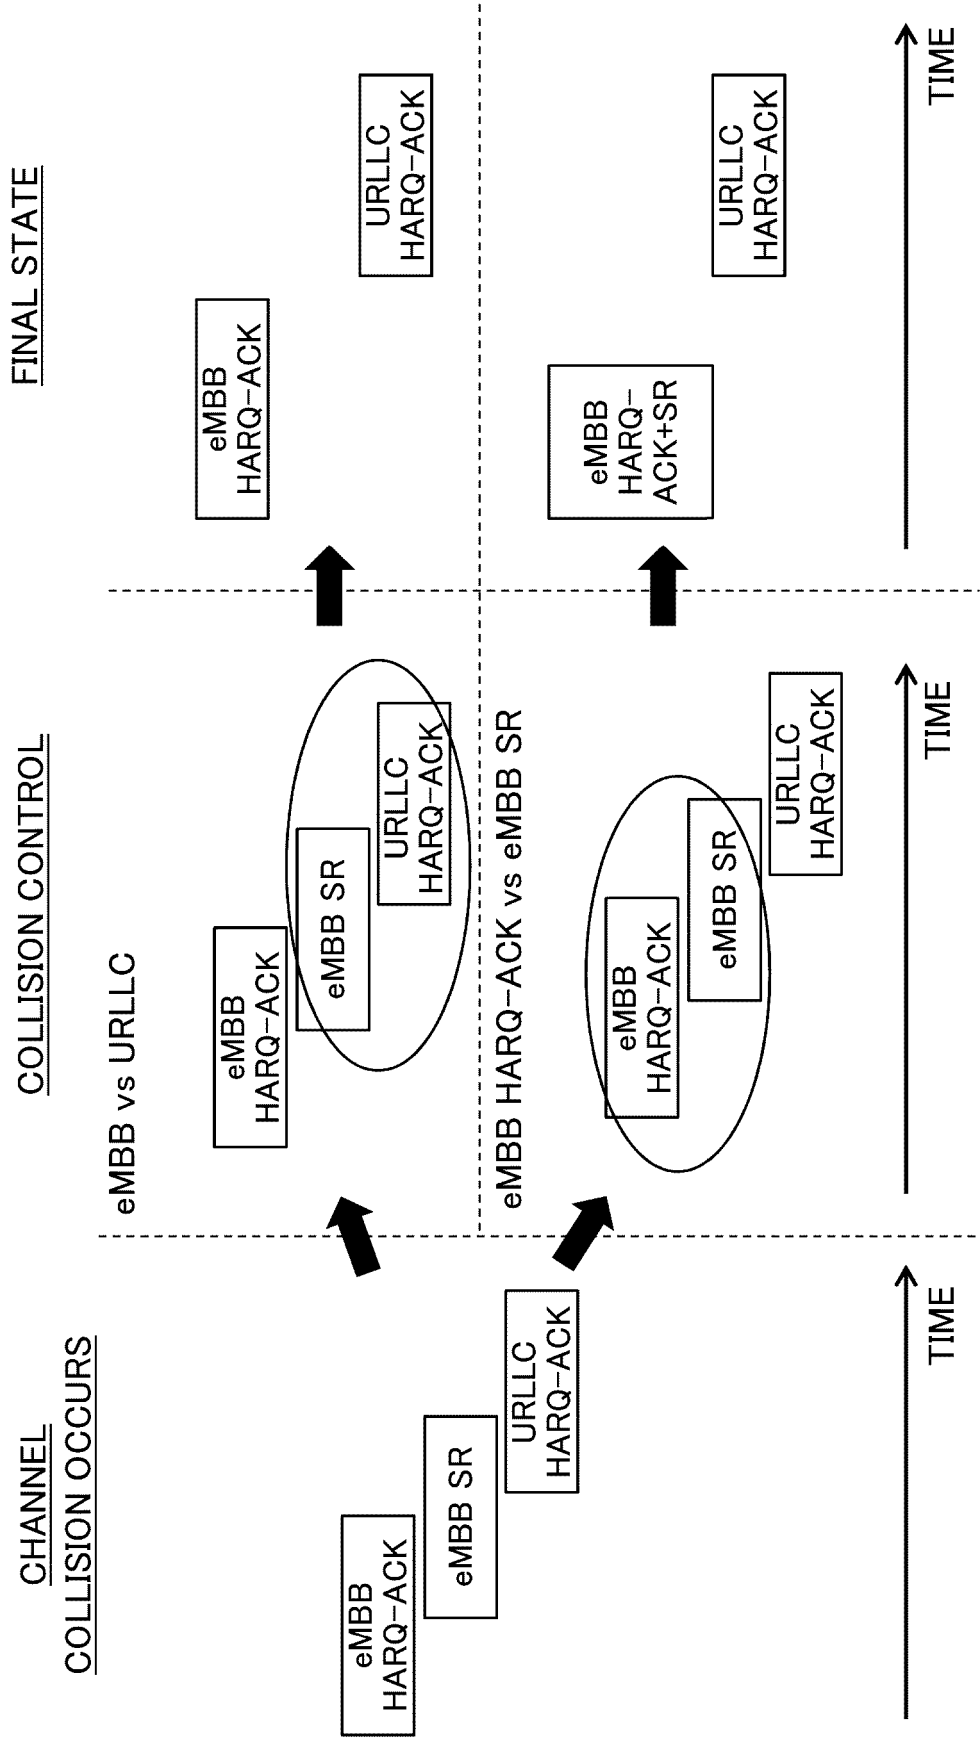 CHANNEL
COLLISION OCCURS
eMBB
HARQ-ACK
eMBB SR
URLLC
HARQ-ACK
TIME
COLLISION CONTROL
eMBB vs URLLC
eMBB
HARQ-ACK
eMBB SR
URLLC
HARQ-ACK
eMBB HARQ-ACK vs eMBB SR
eMBB
HARQ-ACK
eMBB SR
URLLC
HARQ-ACK
TIME
FINAL STATE
eMBB
HARQ-ACK
URLLC
HARQ-ACK
eMBB
HARQ-
ACK+SR
URLLC
HARQ-ACK
TIME